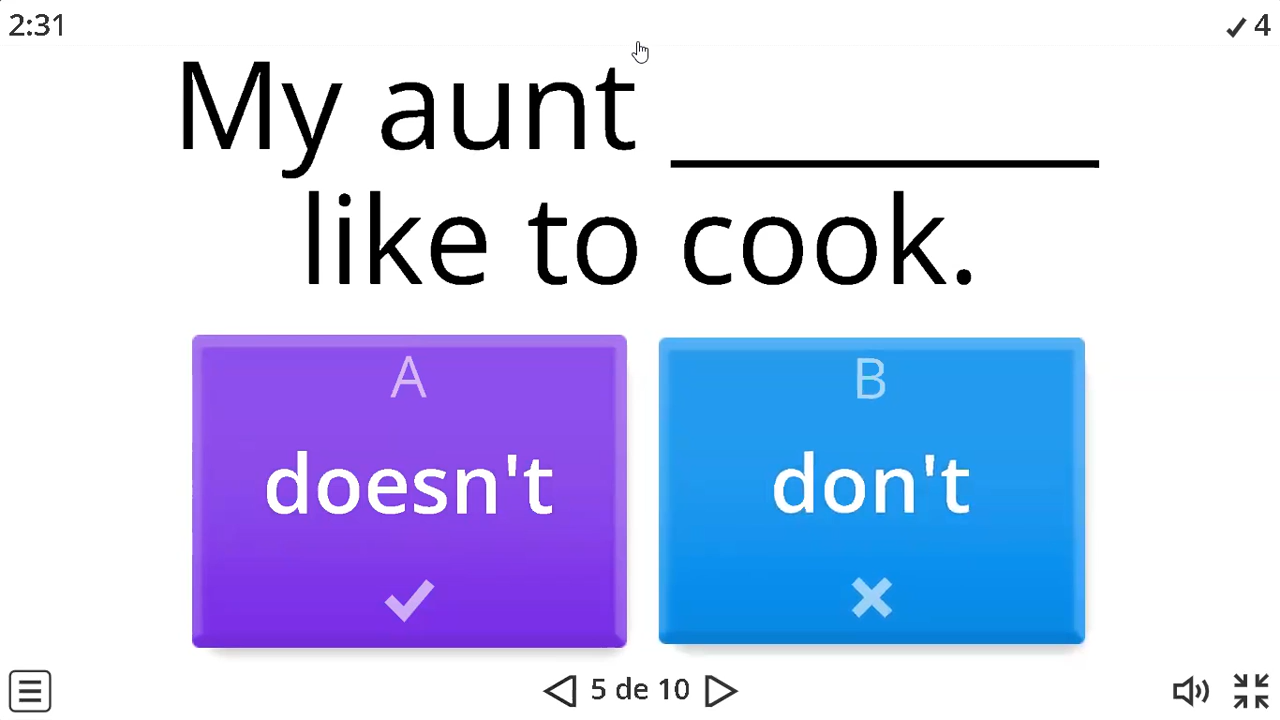 2:31
✓ 4
My aunt ________
like to cook.
A
B
doesn't
don't
5 de 10